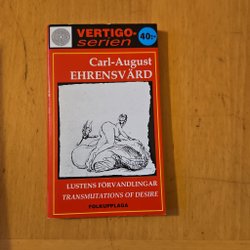 VERTIGO-
serien
40:-
Carl-August
EHRENSVÄRD
LUSTENS FÖRVANDLINGAR
TRANSMUTATIONS OF DESIRE
FOLKUPPLAGA